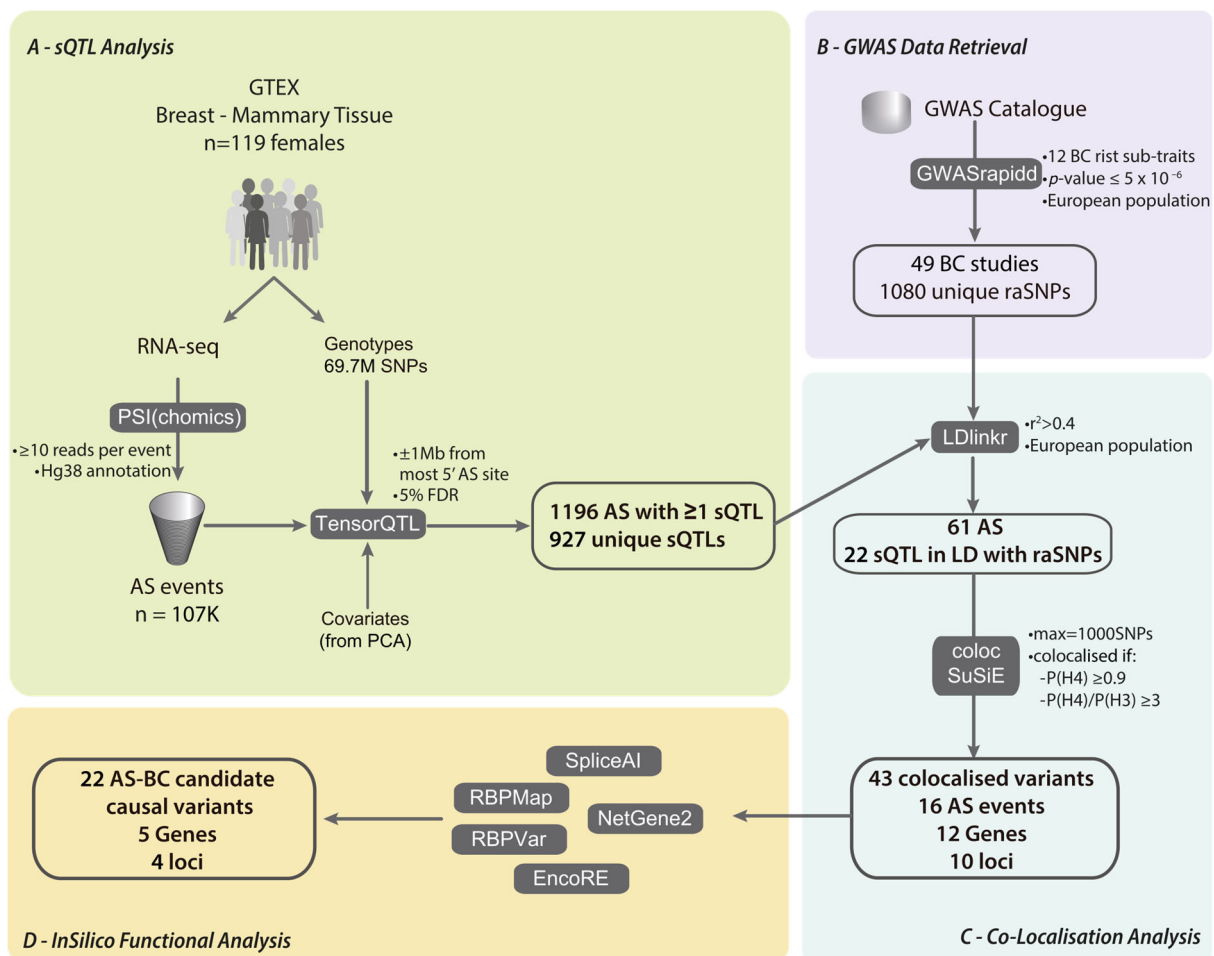 A - sQTL Analysis
GTEX
Breast - Mammary Tissue
n=119 females
RNA-seq
Genotypes
69.7M SNPs
PSI(chomics)
•≥10 reads per event
•Hg38 annotation
•±1Mb from
most 5' AS site
•5% FDR
TensorQTL
AS events
n = 107K
Covariates
(from PCA)
1196 AS with ≥1 sQTL
927 unique sQTLs
B - GWAS Data Retrieval
GWAS Catalogue
GWASrapidd
•12 BC rist sub-traits
•p-value ≤ 5 x 10 ⁻⁶
•European population
49 BC studies
1080 unique raSNPs
LDlinkr
•r²>0.4
•European population
61 AS
22 sQTL in LD with raSNPs
coloc
SuSiE
•max=1000SNPs
•colocalised if:
-P(H4) ≥0.9
-P(H4)/P(H3) ≥3
43 colocalised variants
16 AS events
12 Genes
10 loci
C - Co-Localisation Analysis
SpliceAI
RBPMap
NetGene2
RBPVar
EncoRE
22 AS-BC candidate
causal variants
5 Genes
4 loci
D - InSilico Functional Analysis